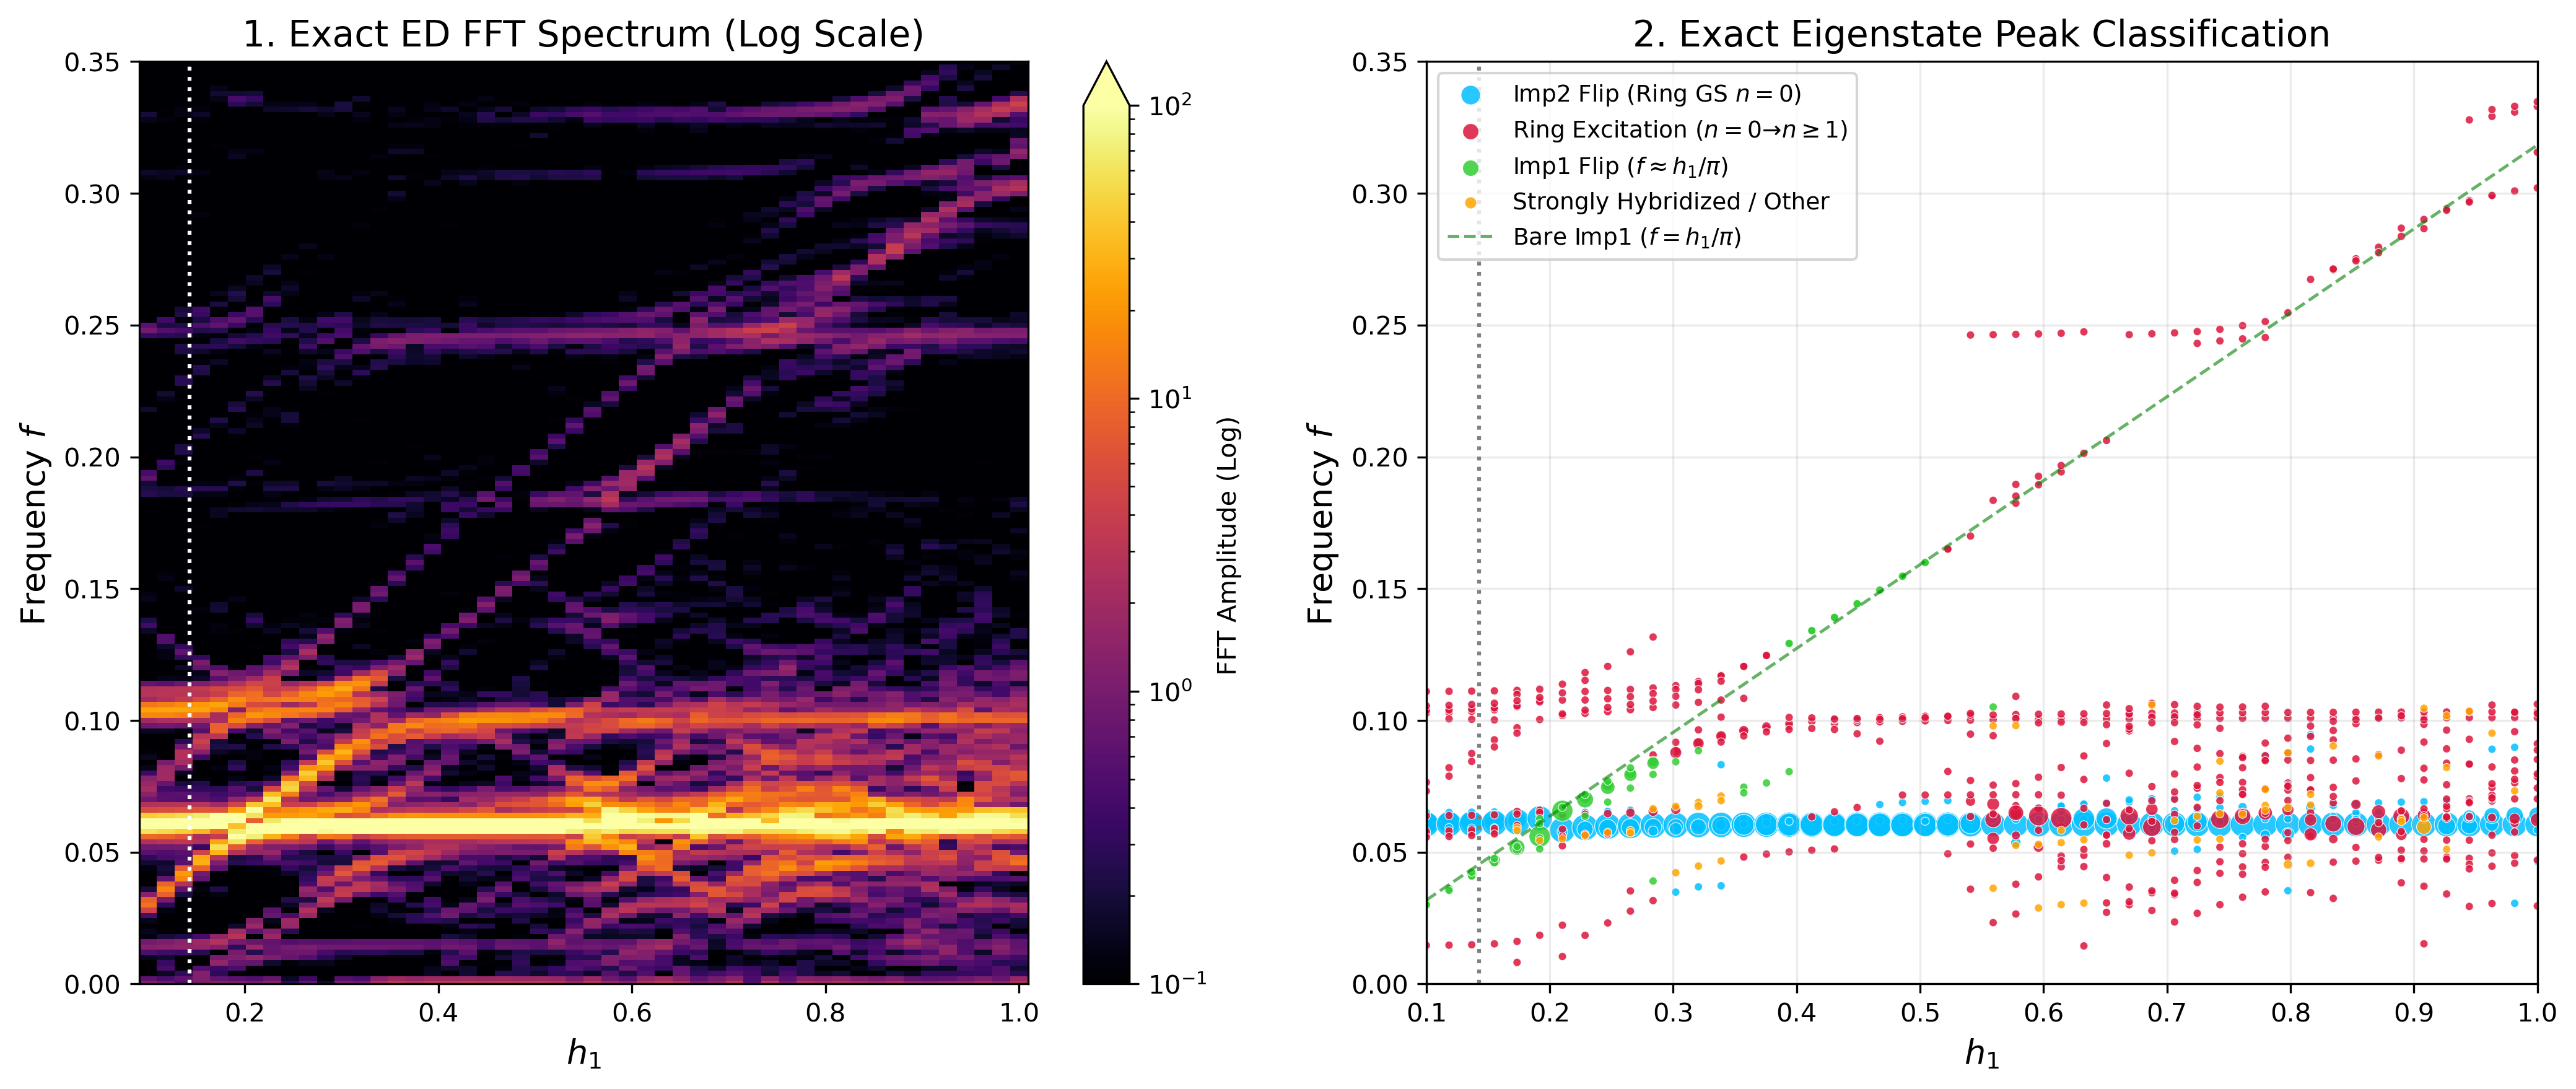 1. Exact ED FFT Spectrum (Log Scale)
0.35
0.30
0.25
0.20
0.15
0.10
0.05
0.00
Frequency f
0.2
0.4
0.6
0.8
1.0
h₁
10²
10¹
10⁰
10⁻¹
FFT Amplitude (Log)
2. Exact Eigenstate Peak Classification
0.35
0.30
0.25
0.20
0.15
0.10
0.05
0.00
Frequency f
Imp2 Flip (Ring GS n = 0)
Ring Excitation (n = 0→n ≥ 1)
Imp1 Flip (f ≈ h₁/π)
Strongly Hybridized / Other
Bare Imp1 (f = h₁/π)
0.1
0.2
0.3
0.4
0.5
0.6
0.7
0.8
0.9
1.0
h₁